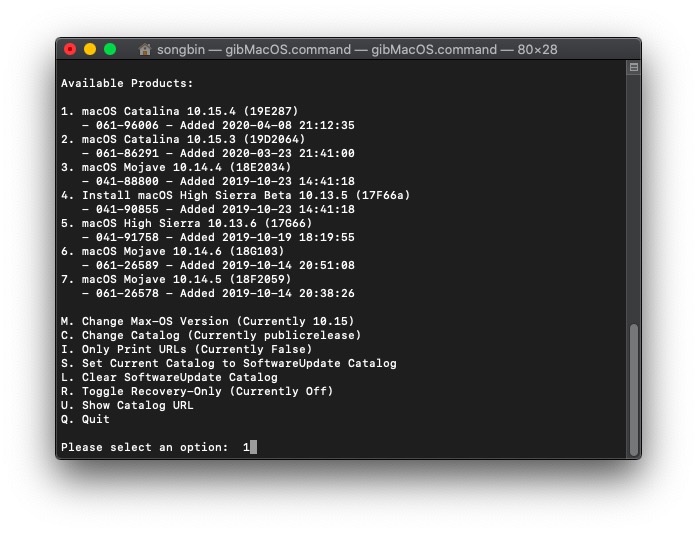 songbin — gibMacOS.command — gibMacOS.command — 80×28
Available Products:
1. macOS Catalina 10.15.4 (19E287)
- 061-96006 - Added 2020-04-08 21:12:35
2. macOS Catalina 10.15.3 (19D2064)
- 061-86291 - Added 2020-03-23 21:41:00
3. macOS Mojave 10.14.4 (18E2034)
- 041-88800 - Added 2019-10-23 14:41:18
4. Install macOS High Sierra Beta 10.13.5 (17F66a)
- 041-90855 - Added 2019-10-23 14:41:18
5. macOS High Sierra 10.13.6 (17G66)
- 041-91758 - Added 2019-10-19 18:19:55
6. macOS Mojave 10.14.6 (18G103)
- 061-26589 - Added 2019-10-14 20:51:08
7. macOS Mojave 10.14.5 (18F2059)
- 061-26578 - Added 2019-10-14 20:38:26
M. Change Max-OS Version (Currently 10.15)
C. Change Catalog (Currently publicrelease)
I. Only Print URLs (Currently False)
S. Set Current Catalog to SoftwareUpdate Catalog
L. Clear SoftwareUpdate Catalog
R. Toggle Recovery-Only (Currently Off)
U. Show Catalog URL
Q. Quit
Please select an option:  1